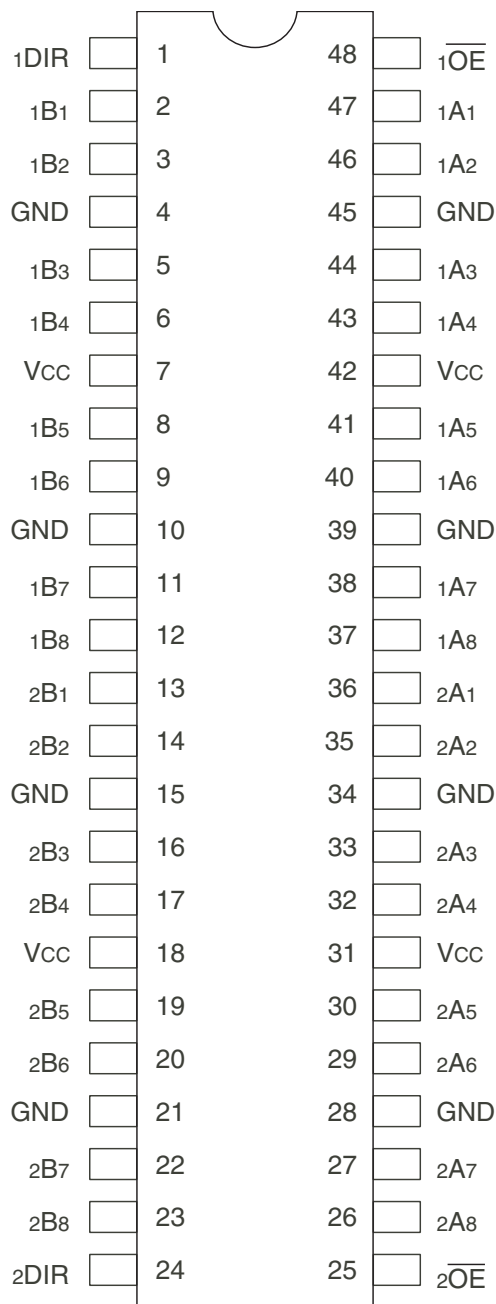 1DIR 1 48 1O̅E̅
1B1 2 47 1A1
1B2 3 46 1A2
GND 4 45 GND
1B3 5 44 1A3
1B4 6 43 1A4
VCC 7 42 VCC
1B5 8 41 1A5
1B6 9 40 1A6
GND 10 39 GND
1B7 11 38 1A7
1B8 12 37 1A8
2B1 13 36 2A1
2B2 14 35 2A2
GND 15 34 GND
2B3 16 33 2A3
2B4 17 32 2A4
VCC 18 31 VCC
2B5 19 30 2A5
2B6 20 29 2A6
GND 21 28 GND
2B7 22 27 2A7
2B8 23 26 2A8
2DIR 24 25 2O̅E̅